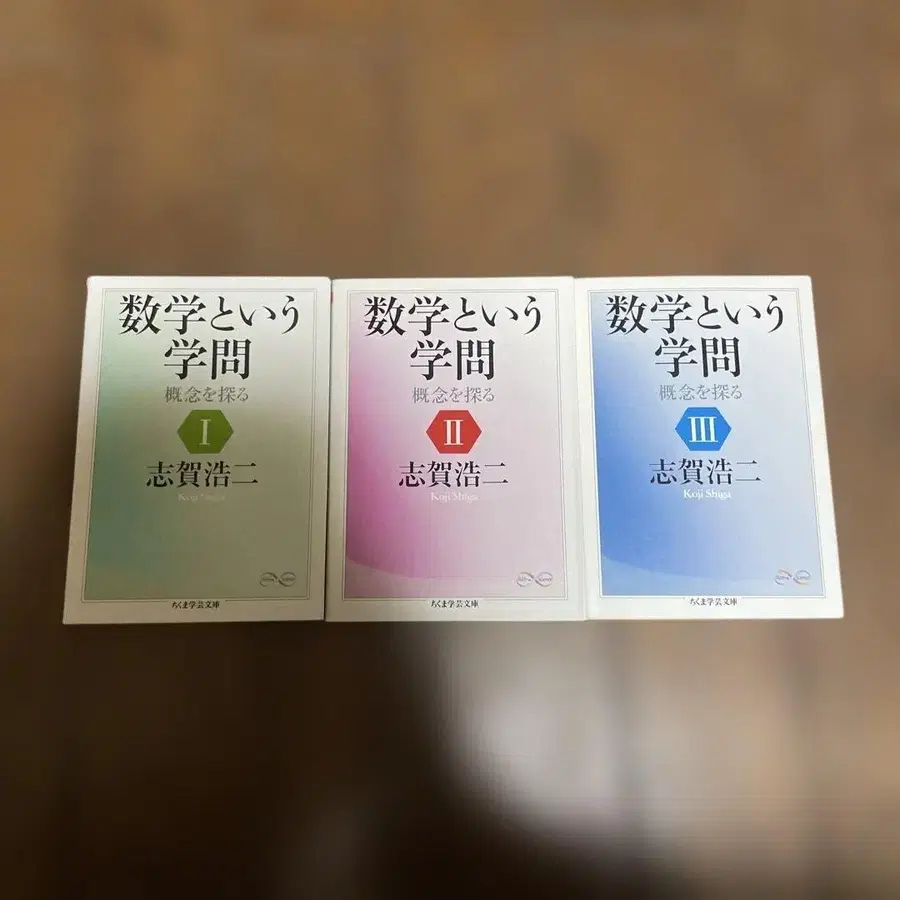 数学という
学問
概念を探る
I
志賀浩二
Koji Shiga
ちくま学芸文庫
数学という
学問
概念を探る
II
志賀浩二
Koji Shiga
ちくま学芸文庫
数学という
学問
概念を探る
III
志賀浩二
Koji Shiga
ちくま学芸文庫